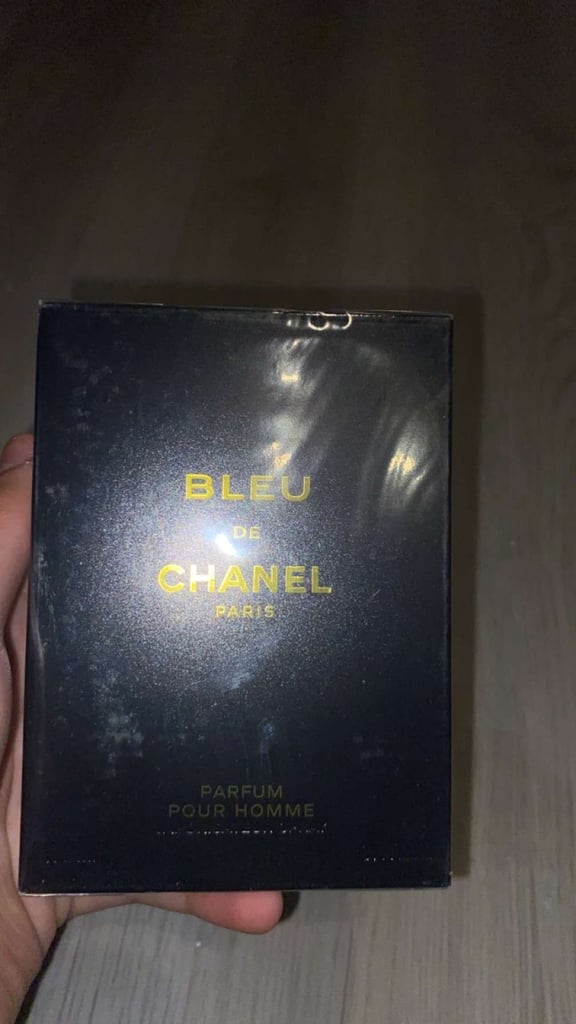 BLEU
DE
CHANEL
PARIS
PARFUM
POUR HOMME